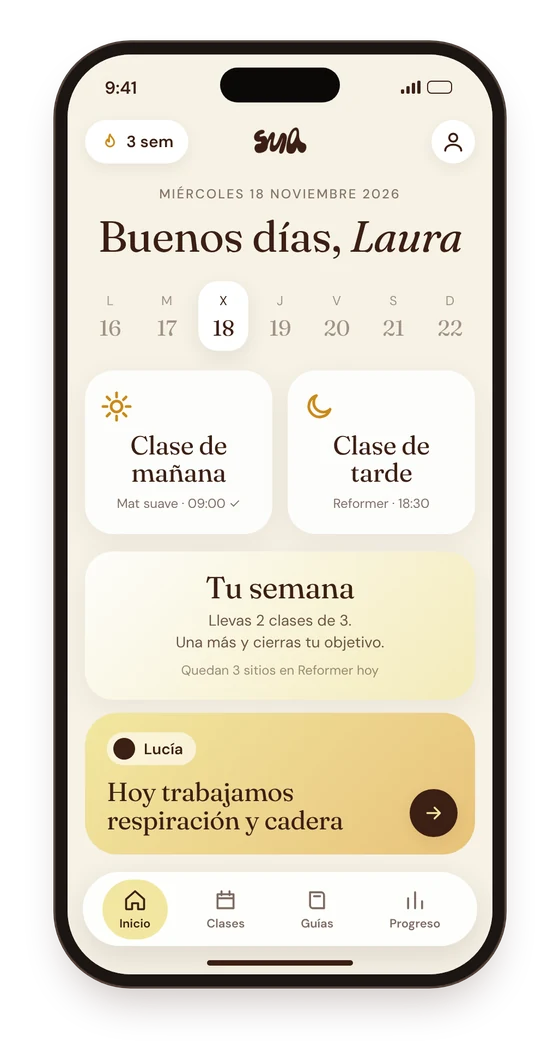 9:41
3 sem
sua
MIÉRCOLES 18 NOVIEMBRE 2026
Buenos días, Laura
L M X J V S D
16 17 18 19 20 21 22
Clase de
mañana
Mat suave · 09:00 ✓
Clase de
tarde
Reformer · 18:30
Tu semana
Llevas 2 clases de 3.
Una más y cierras tu objetivo.
Quedan 3 sitios en Reformer hoy
Lucía
Hoy trabajamos
respiración y cadera
Inicio Clases Guías Progreso